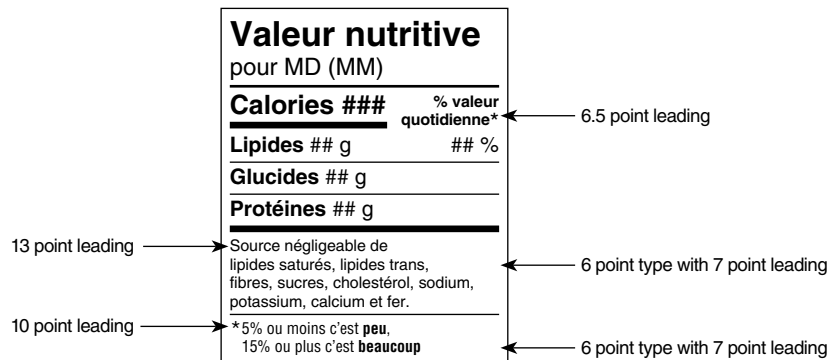 Valeur nutritive
pour MD (MM)
Calories ###
% valeur
quotidienne*
6.5 point leading
Lipides ## g ## %
Glucides ## g
Protéines ## g
13 point leading
Source négligeable de
lipides saturés, lipides trans,
fibres, sucres, cholestérol, sodium,
potassium, calcium et fer.
6 point type with 7 point leading
10 point leading
*5% ou moins c'est peu,
15% ou plus c'est beaucoup
6 point type with 7 point leading